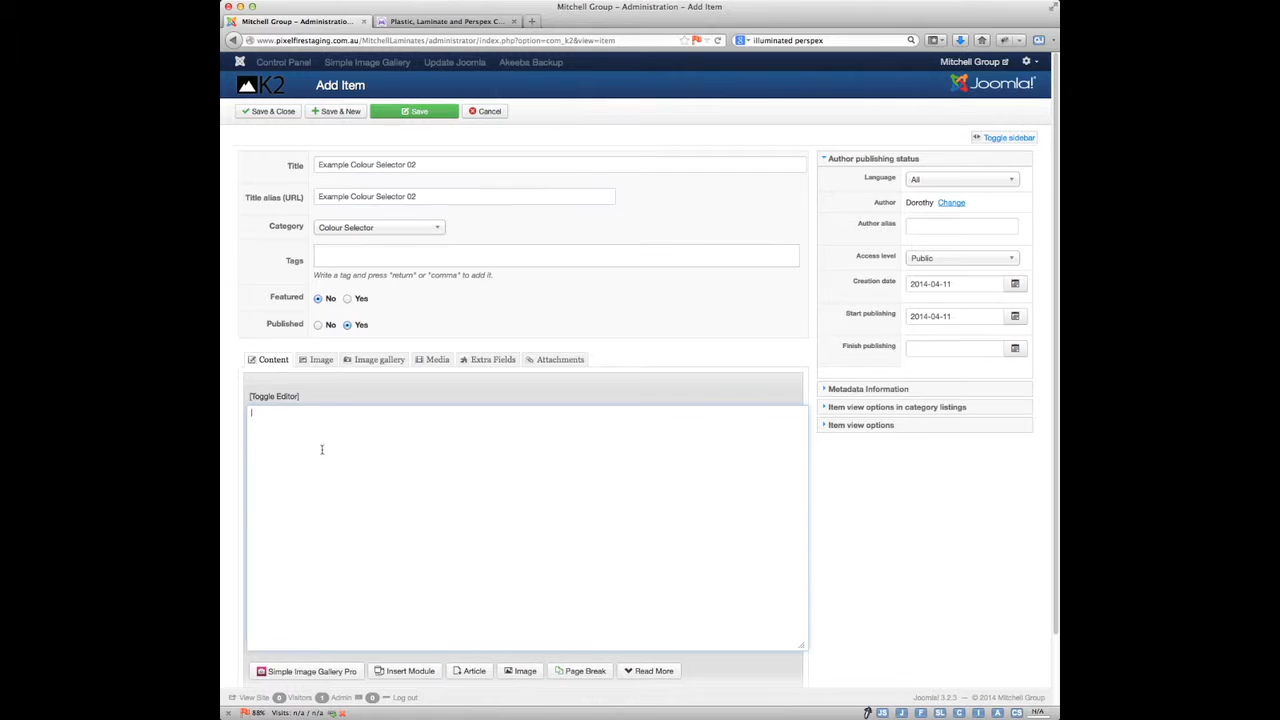 Mitchell Group - Administration - Add Item
Mitchell Group - Administratio...
Plastic, Laminate and Perspex C...
www.pixelfirestaging.com.au/MitchellLaminates/administrator/index.php?option=com_k2&view=item
illuminated perspex
Control Panel Simple Image Gallery Update Joomla Akeeba Backup
Mitchell Group
K2 Add Item
Joomla!
Save & Close Save & New Save Cancel
Toggle sidebar
Title Example Colour Selector 02
Title alias (URL) Example Colour Selector 02
Category Colour Selector
Tags
Write a tag and press "return" or "comma" to add it.
Featured No Yes
Published No Yes
Author publishing status
Language All
Author Dorothy Change
Author alias
Access level Public
Creation date 2014-04-11
Start publishing 2014-04-11
Finish publishing
Metadata Information
Item view options in category listings
Item view options
Content Image Image gallery Media Extra Fields Attachments
[Toggle Editor]
Simple Image Gallery Pro Insert Module Article Image Page Break Read More
View Site 0 Visitors 1 Admin 0 Log out
Joomla! 3.2.3 — © 2014 Mitchell Group
88% Visits: n/a / n/a
JS J F SL C I A CS N/A